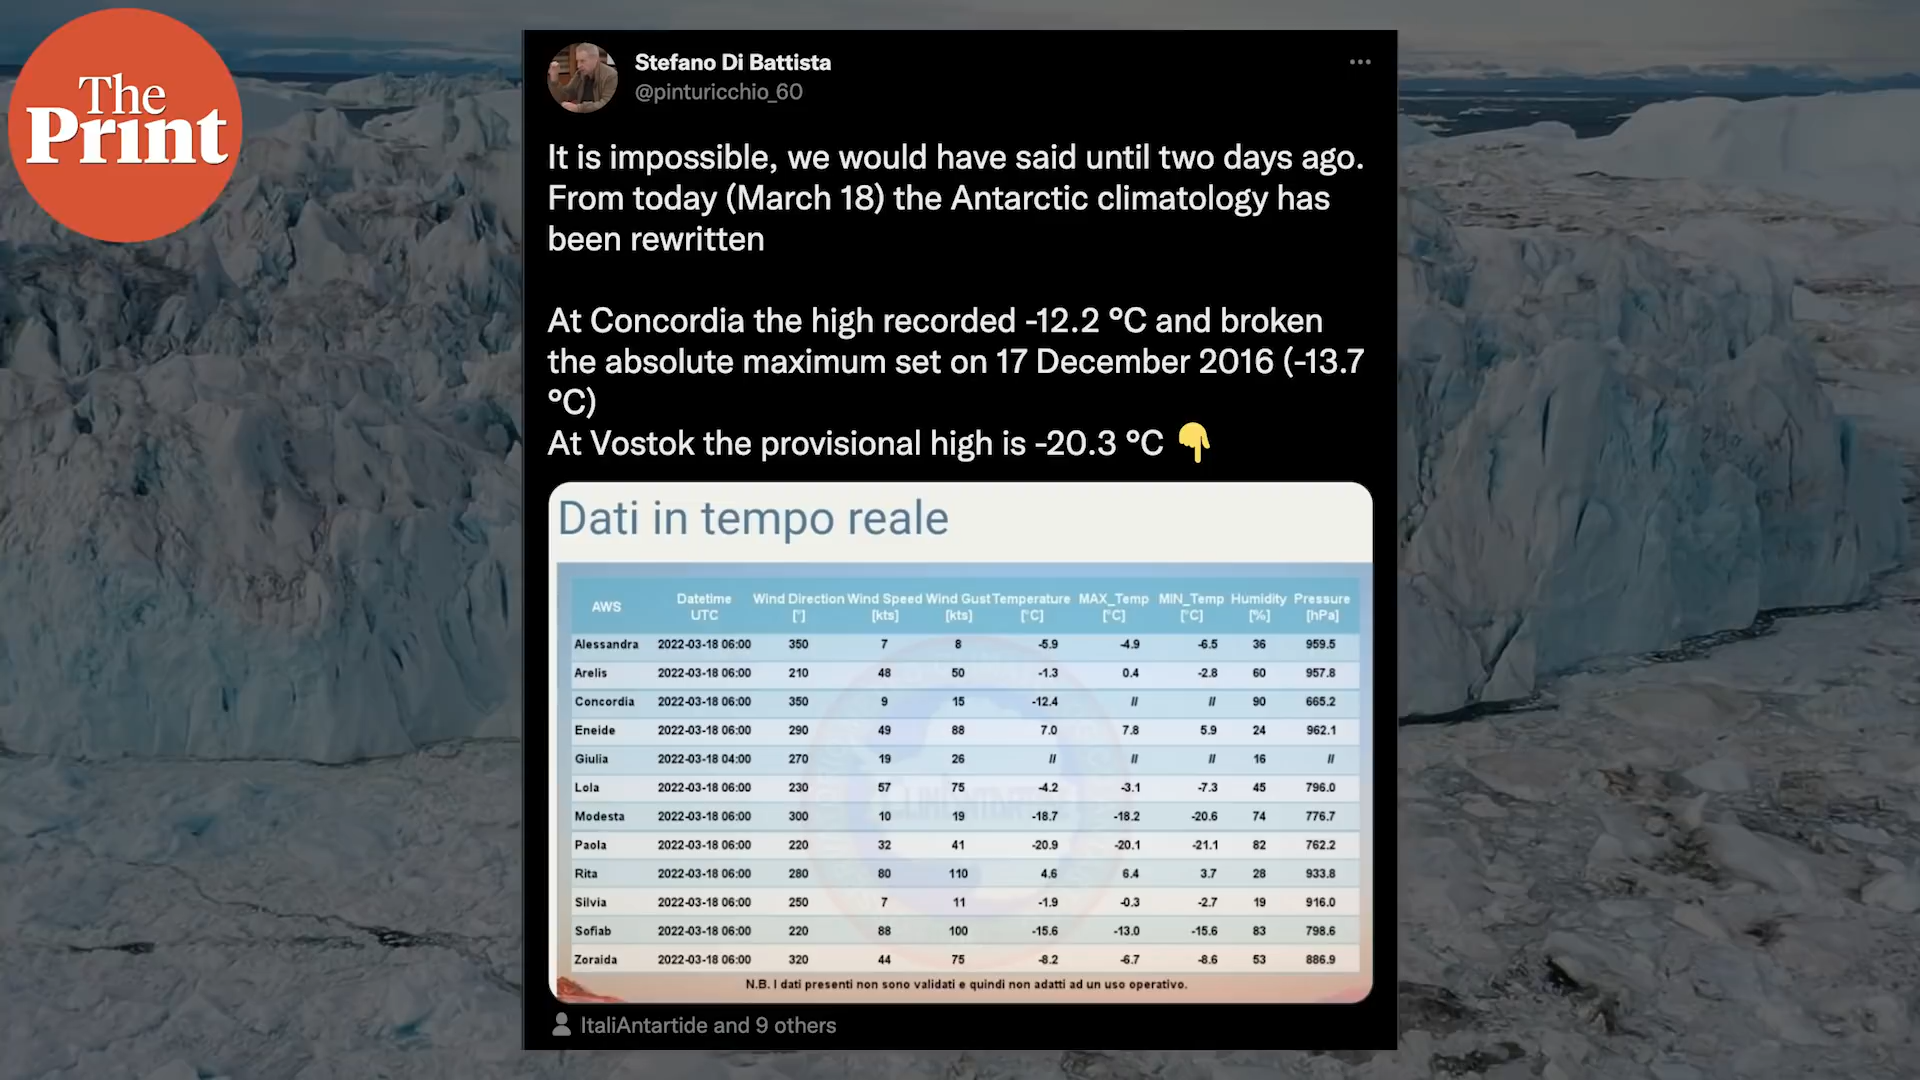 The
Print
Stefano Di Battista
@pinturicchio_60
It is impossible, we would have said until two days ago.
From today (March 18) the Antarctic climatology has
been rewritten
At Concordia the high recorded -12.2 °C and broken
the absolute maximum set on 17 December 2016 (-13.7
°C)
At Vostok the provisional high is -20.3 °C 👇
Dati in tempo reale
AWS Datetime UTC Wind Direction [°] Wind Speed [kts] Wind Gust [kts] Temperature [°C] MAX_Temp [°C] MIN_Temp [°C] Humidity [%] Pressure [hPa]
Alessandra 2022-03-18 06:00 350 7 8 -5.9 -4.9 -6.5 36 959.5
Arelis 2022-03-18 06:00 210 48 50 -1.3 0.4 -2.8 60 957.8
Concordia 2022-03-18 06:00 350 9 15 -12.4 // // 90 665.2
Eneide 2022-03-18 06:00 290 49 88 7.0 7.8 5.9 24 962.1
Giulia 2022-03-18 04:00 270 19 26 // // // 16 //
Lola 2022-03-18 06:00 230 57 75 -4.2 -3.1 -7.3 45 796.0
Modesta 2022-03-18 06:00 300 10 19 -18.7 -18.2 -20.6 74 776.7
Paola 2022-03-18 06:00 220 32 41 -20.9 -20.1 -21.1 82 762.2
Rita 2022-03-18 06:00 280 80 110 4.6 6.4 3.7 28 933.8
Silvia 2022-03-18 06:00 250 7 11 -1.9 -0.3 -2.7 19 916.0
Sofiab 2022-03-18 06:00 220 88 100 -15.6 -13.0 -15.6 83 798.6
Zoraida 2022-03-18 06:00 320 44 75 -8.2 -6.7 -8.6 53 886.9
N.B. I dati presenti non sono validati e quindi non adatti ad un uso operativo.
ItaliAntartide and 9 others